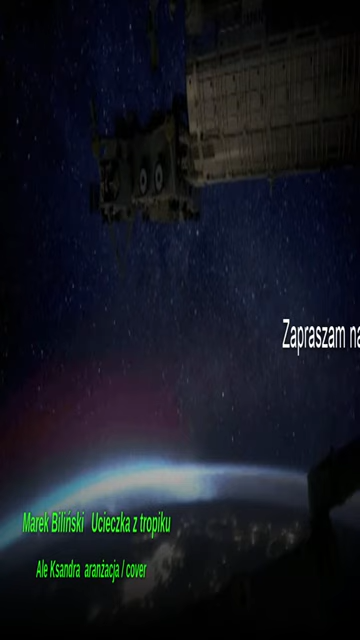 Zapraszam na
Marek Biliński Ucieczka z tropiku
Ale Ksandra aranżacja / cover